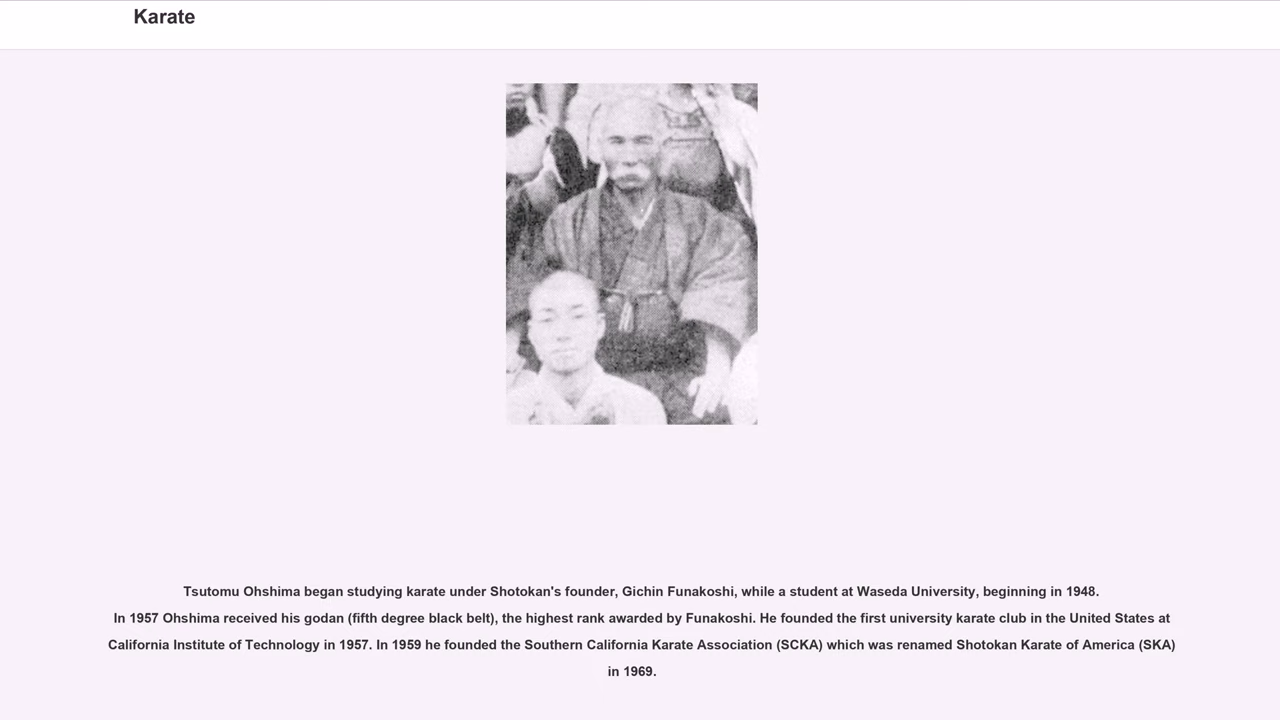 Karate
Tsutomu Ohshima began studying karate under Shotokan's founder, Gichin Funakoshi, while a student at Waseda University, beginning in 1948.
In 1957 Ohshima received his godan (fifth degree black belt), the highest rank awarded by Funakoshi. He founded the first university karate club in the United States at
California Institute of Technology in 1957. In 1959 he founded the Southern California Karate Association (SCKA) which was renamed Shotokan Karate of America (SKA)
in 1969.